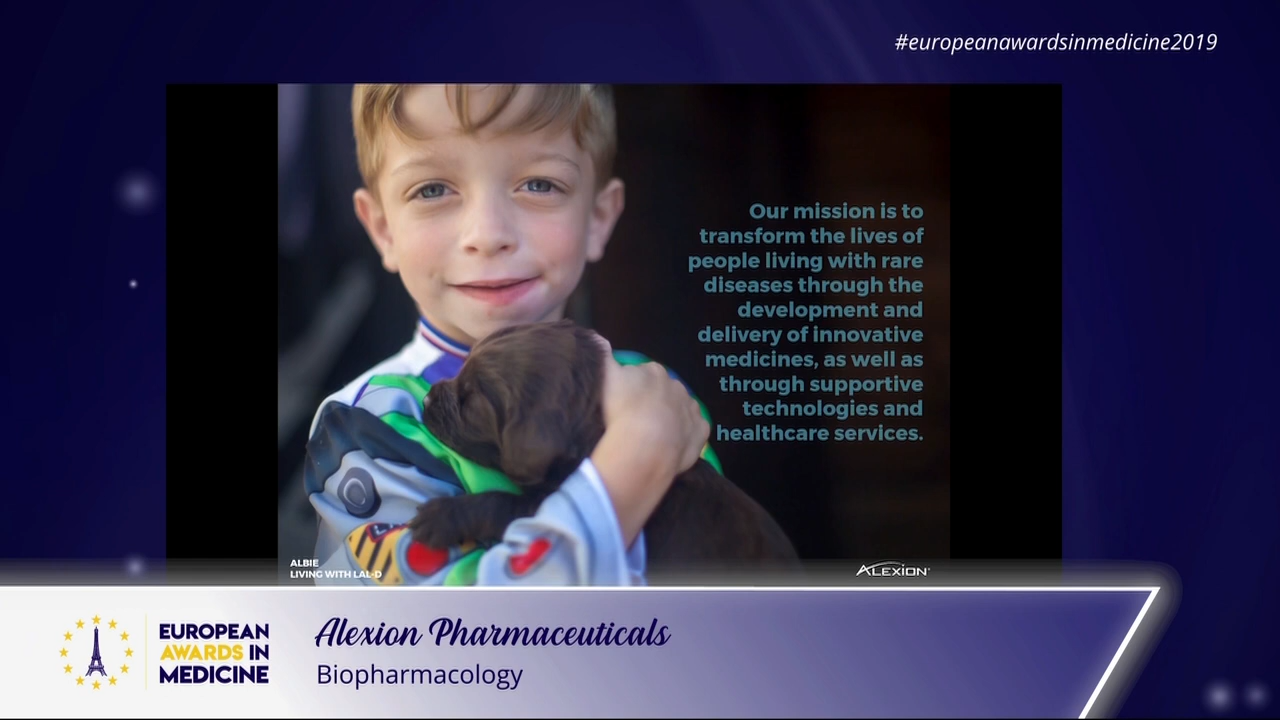 #europeanawardsinmedicine2019
Our mission is to
transform the lives of
people living with rare
diseases through the
development and
delivery of innovative
medicines, as well as
through supportive
technologies and
healthcare services.
ALBIE
LIVING WITH LAL-D
ALEXION
EUROPEAN
AWARDS IN
MEDICINE
Alexion Pharmaceuticals
Biopharmacology